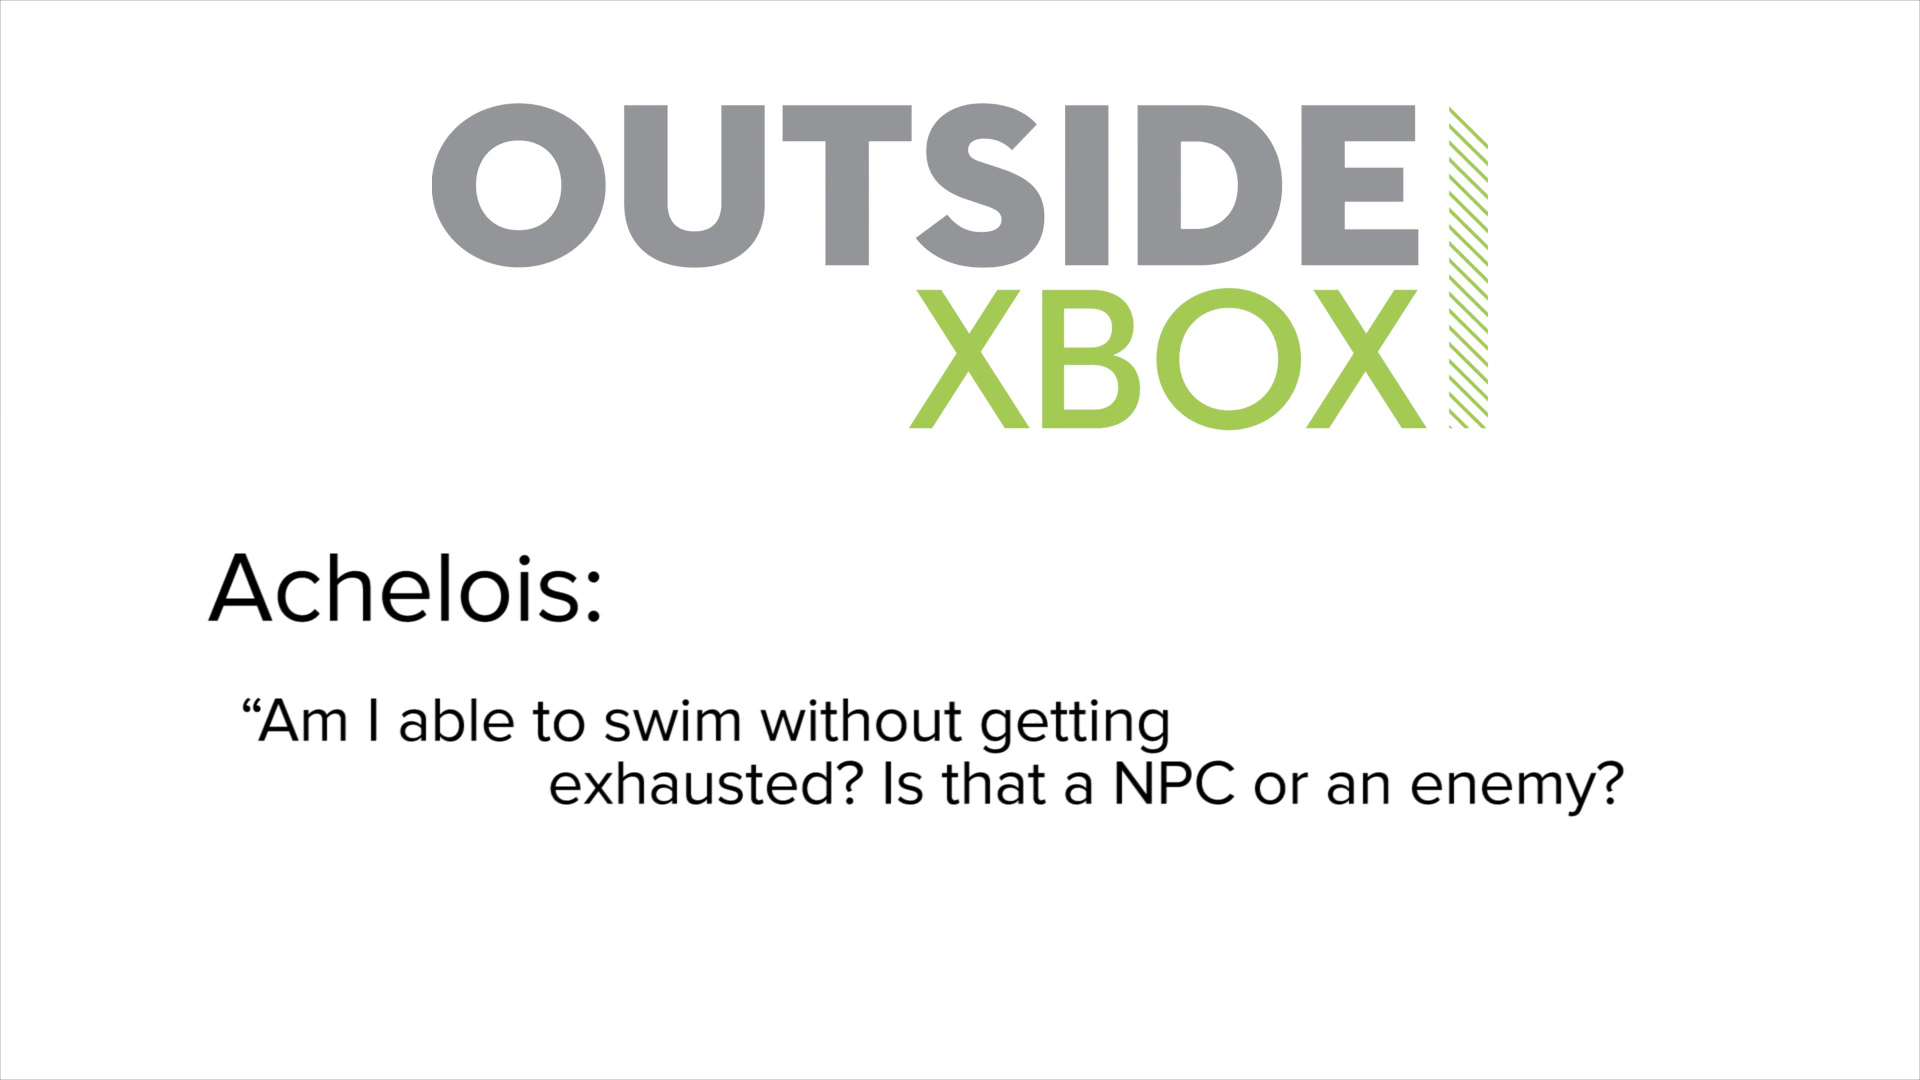 OUTSIDE
XBOX
Achelois:
“Am I able to swim without getting
exhausted? Is that a NPC or an enemy?